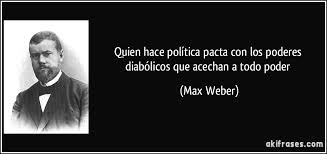 Quien hace política pacta con los poderes
diabólicos que acechan a todo poder
(Max Weber)
akifrases.com